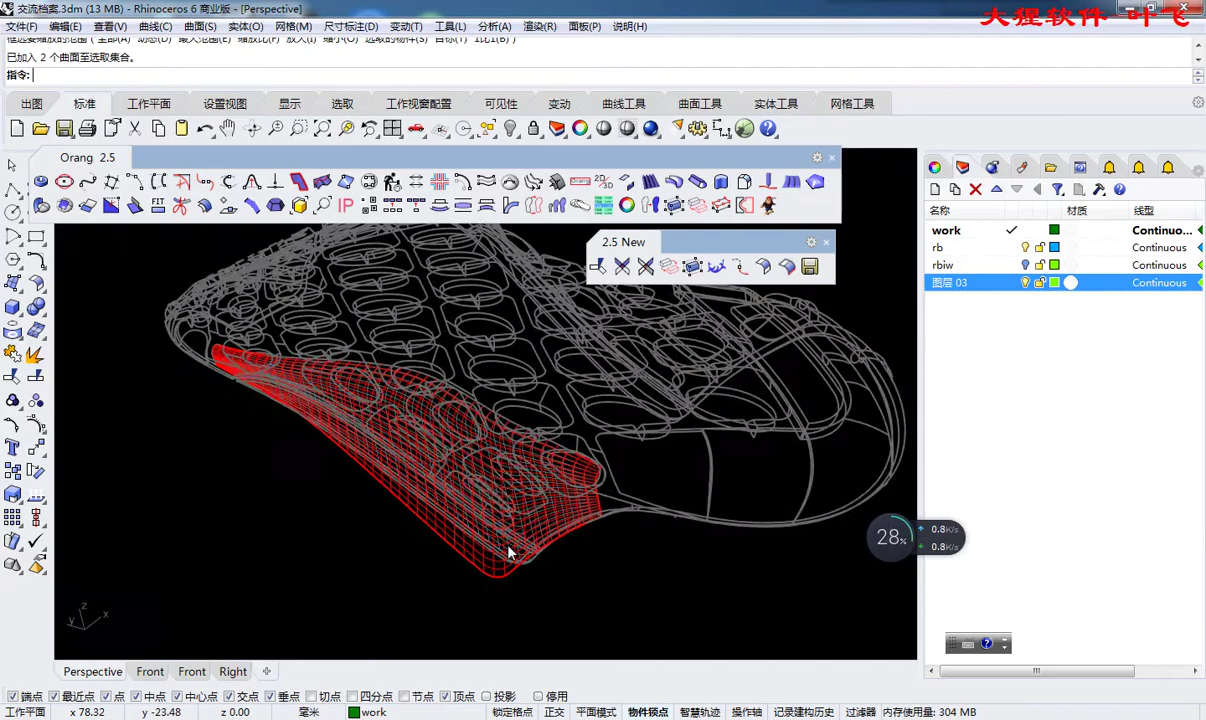 交流档案.3dm (13 MB) - Rhinoceros 6 商业版 - [Perspective]
大猩软件-叶飞
文件(F) 编辑(E) 查看(V) 曲线(C) 曲面(S) 实体(O) 网格(M) 尺寸标注(D) 变动(T) 工具(L) 分析(A) 渲染(R) 面板(P) 说明(H)
已加入 2 个曲面至选取集合。
指令:
出图 标准 工作平面 设置视图 显示 选取 工作视窗配置 可见性 变动 曲线工具 曲面工具 实体工具 网格工具
Orang 2.5
FIT IP 2D/3D
2.5 New
名称 材质 线型
work Continuo...
rb Continuous
rbiw Continuous
图层 03 Continuous
28% 0.8K/s
0.8K/s
z
y x
Perspective Front Front Right
端点 最近点 点 中点 中心点 交点 垂点 切点 四分点 节点 顶点 投影 停用
工作平面 x 78.32 y -23.48 z 0.00 毫米 work 锁定格点 正交 平面模式 物件锁点 智慧轨迹 操作轴 记录建构历史 过滤器 内存使用量: 304 MB